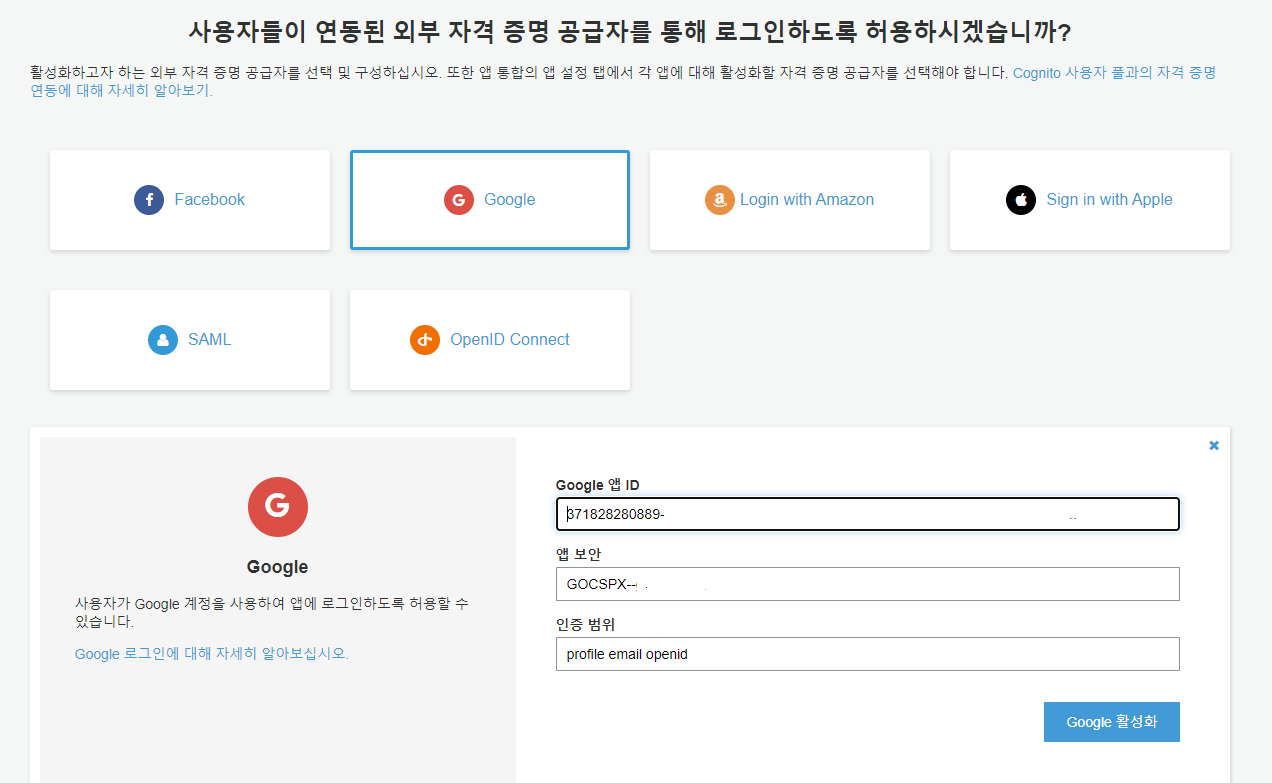 사용자들이 연동된 외부 자격 증명 공급자를 통해 로그인하도록 허용하시겠습니까?
활성화하고자 하는 외부 자격 증명 공급자를 선택 및 구성하십시오. 또한 앱 통합의 앱 설정 탭에서 각 앱에 대해 활성화할 자격 증명 공급자를 선택해야 합니다. Cognito 사용자 풀과의 자격 증명
연동에 대해 자세히 알아보기.
Facebook
Google
Login with Amazon
Sign in with Apple
SAML
OpenID Connect
Google
사용자가 Google 계정을 사용하여 앱에 로그인하도록 허용할 수
있습니다.
Google 로그인에 대해 자세히 알아보십시오.
Google 앱 ID
371828280889-
앱 보안
GOCSPX--
인증 범위
profile email openid
Google 활성화